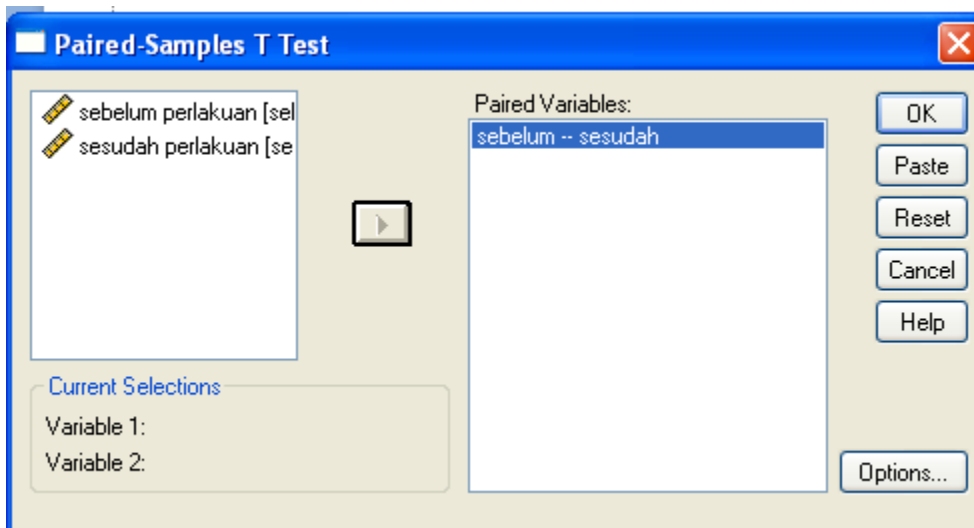 Paired-Samples T Test
sebelum perlakuan [sel
sesudah perlakuan [se
Paired Variables:
sebelum -- sesudah
OK
Paste
Reset
Cancel
Help
Current Selections
Variable 1:
Variable 2:
Options...